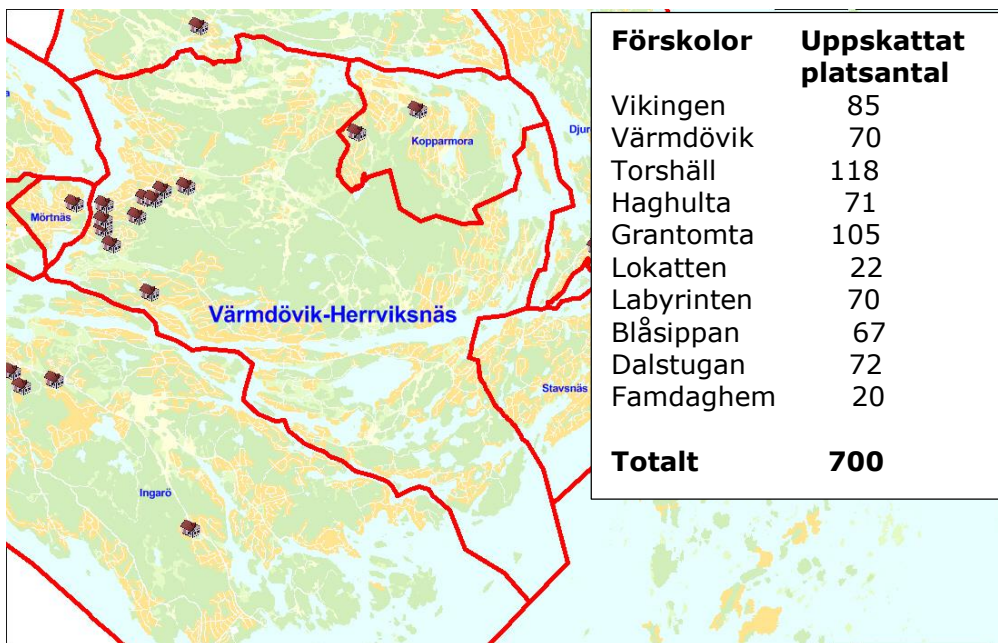 Förskolor Uppskattat
platsantal
Vikingen 85
Värmdövik 70
Torshäll 118
Haghulta 71
Grantomta 105
Lokatten 22
Labyrinten 70
Blåsippan 67
Dalstugan 72
Famdaghem 20
Totalt 700
Kopparmora
Djur
Mörtnäs
Värmdövik-Herrviksnäs
Stavsnäs
Ingarö